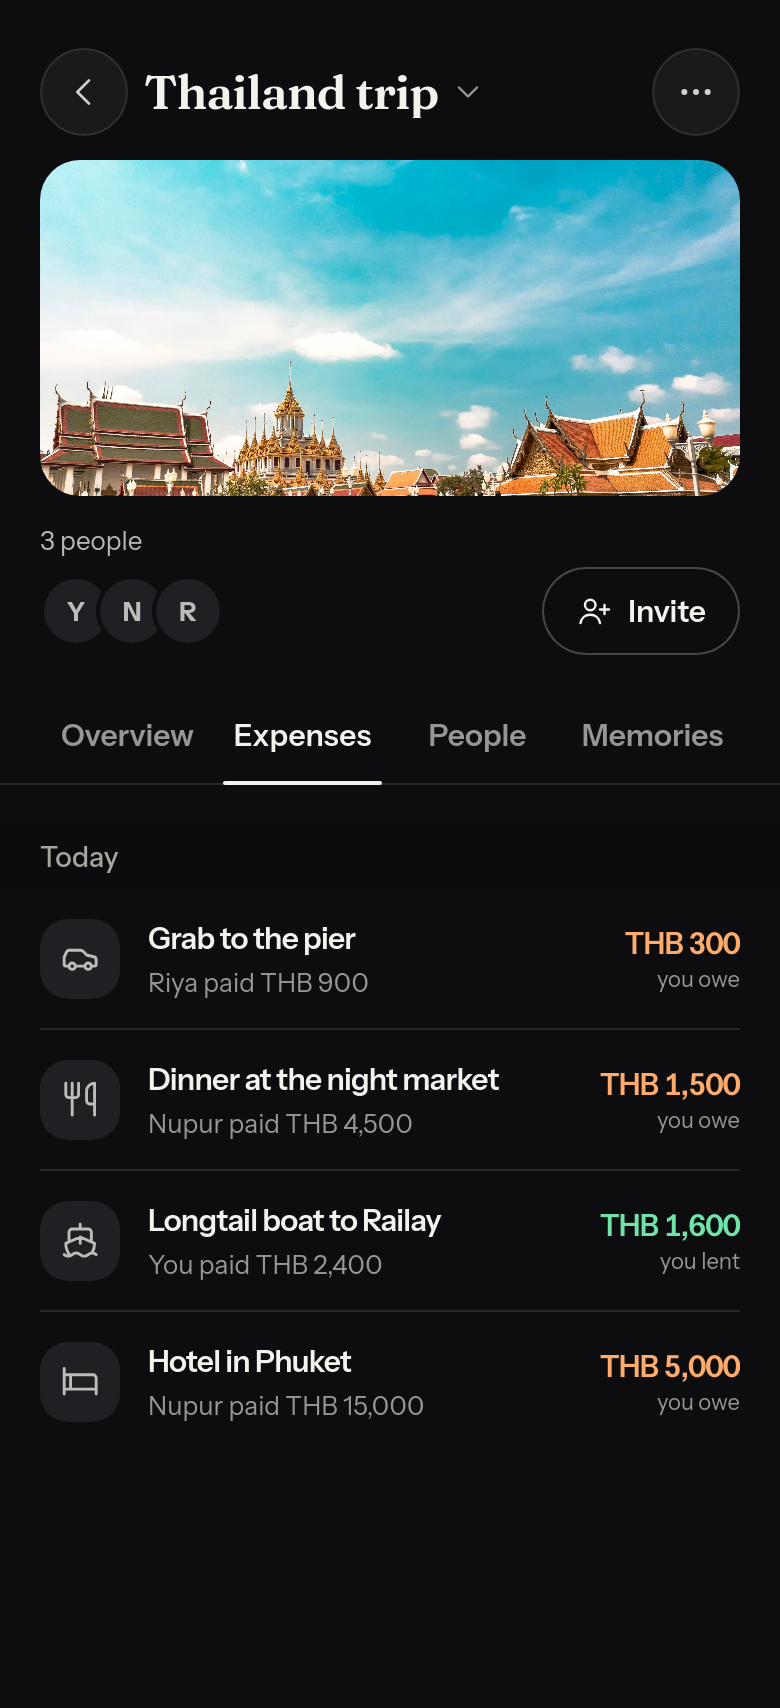 Thailand trip
3 people
Y N R
Invite
Overview Expenses People Memories
Today
Grab to the pier
THB 300
Riya paid THB 900
you owe
Dinner at the night market
THB 1,500
Nupur paid THB 4,500
you owe
Longtail boat to Railay
THB 1,600
You paid THB 2,400
you lent
Hotel in Phuket
THB 5,000
Nupur paid THB 15,000
you owe